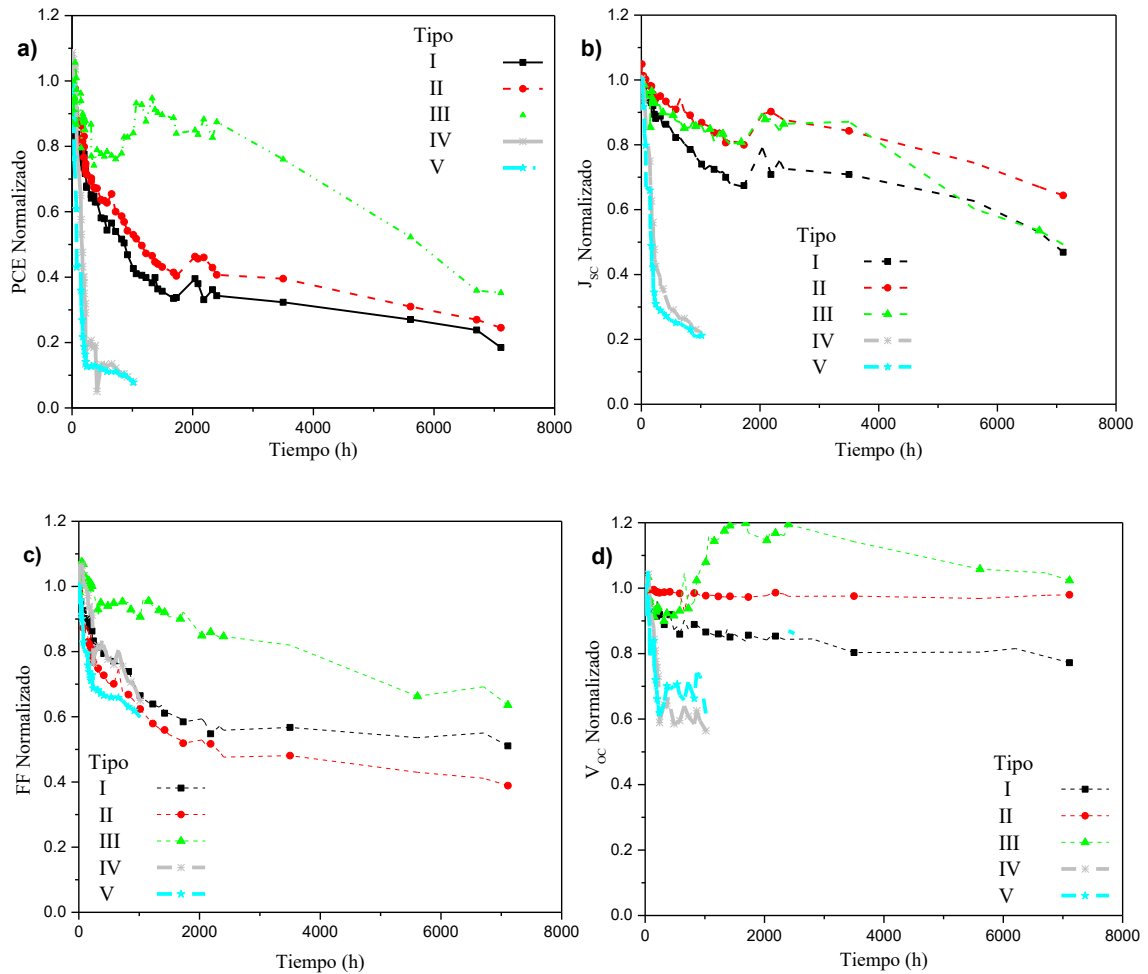 a)
1.2
1.0
0.8
0.6
0.4
0.2
0.0
PCE Normalizado
0
2000
4000
6000
8000
Tiempo (h)
Tipo
I
II
III
IV
V
b)
1.2
1.0
0.8
0.6
0.4
0.2
0.0
JSC Normalizado
0
2000
4000
6000
8000
Tiempo (h)
Tipo
I
II
III
IV
V
c)
1.2
1.0
0.8
0.6
0.4
0.2
0.0
FF Normalizado
0
2000
4000
6000
8000
Tiempo (h)
Tipo
I
II
III
IV
V
d)
1.2
1.0
0.8
0.6
0.4
0.2
0.0
VOC Normalizado
0
2000
4000
6000
8000
Tiempo (h)
Tipo
I
II
III
IV
V